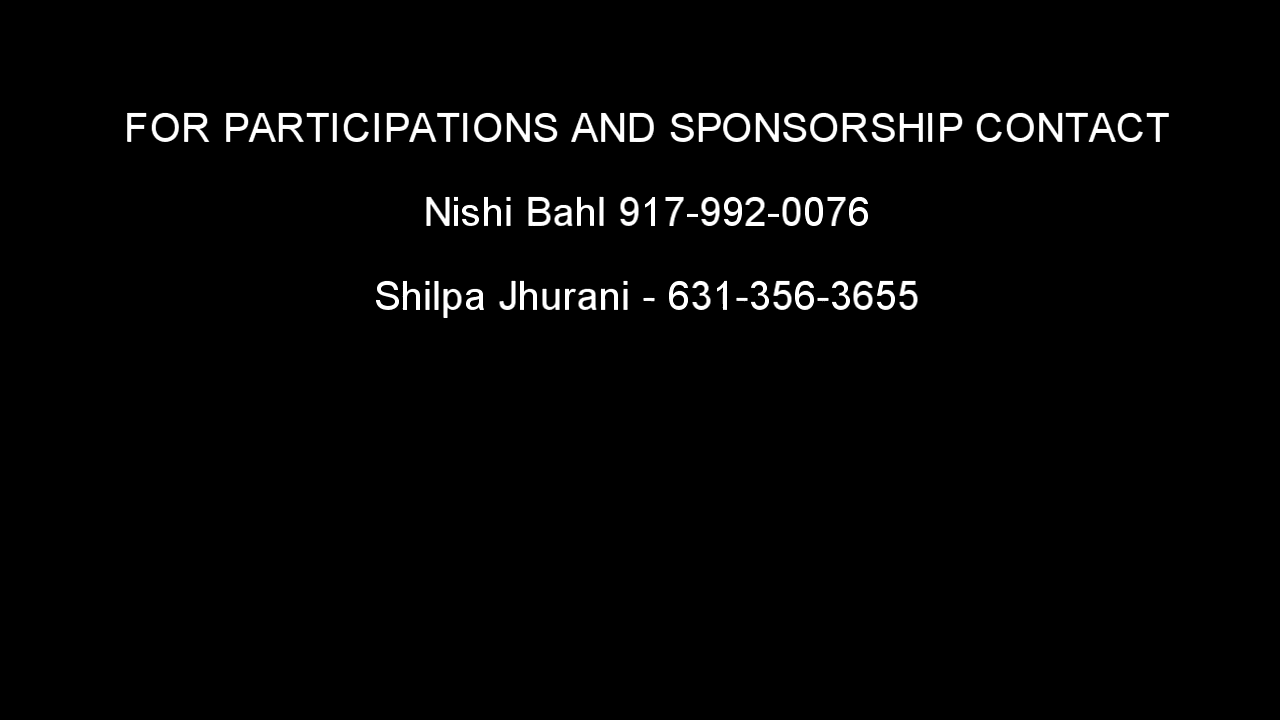 FOR PARTICIPATIONS AND SPONSORSHIP CONTACT
Nishi Bahl 917-992-0076
Shilpa Jhurani - 631-356-3655